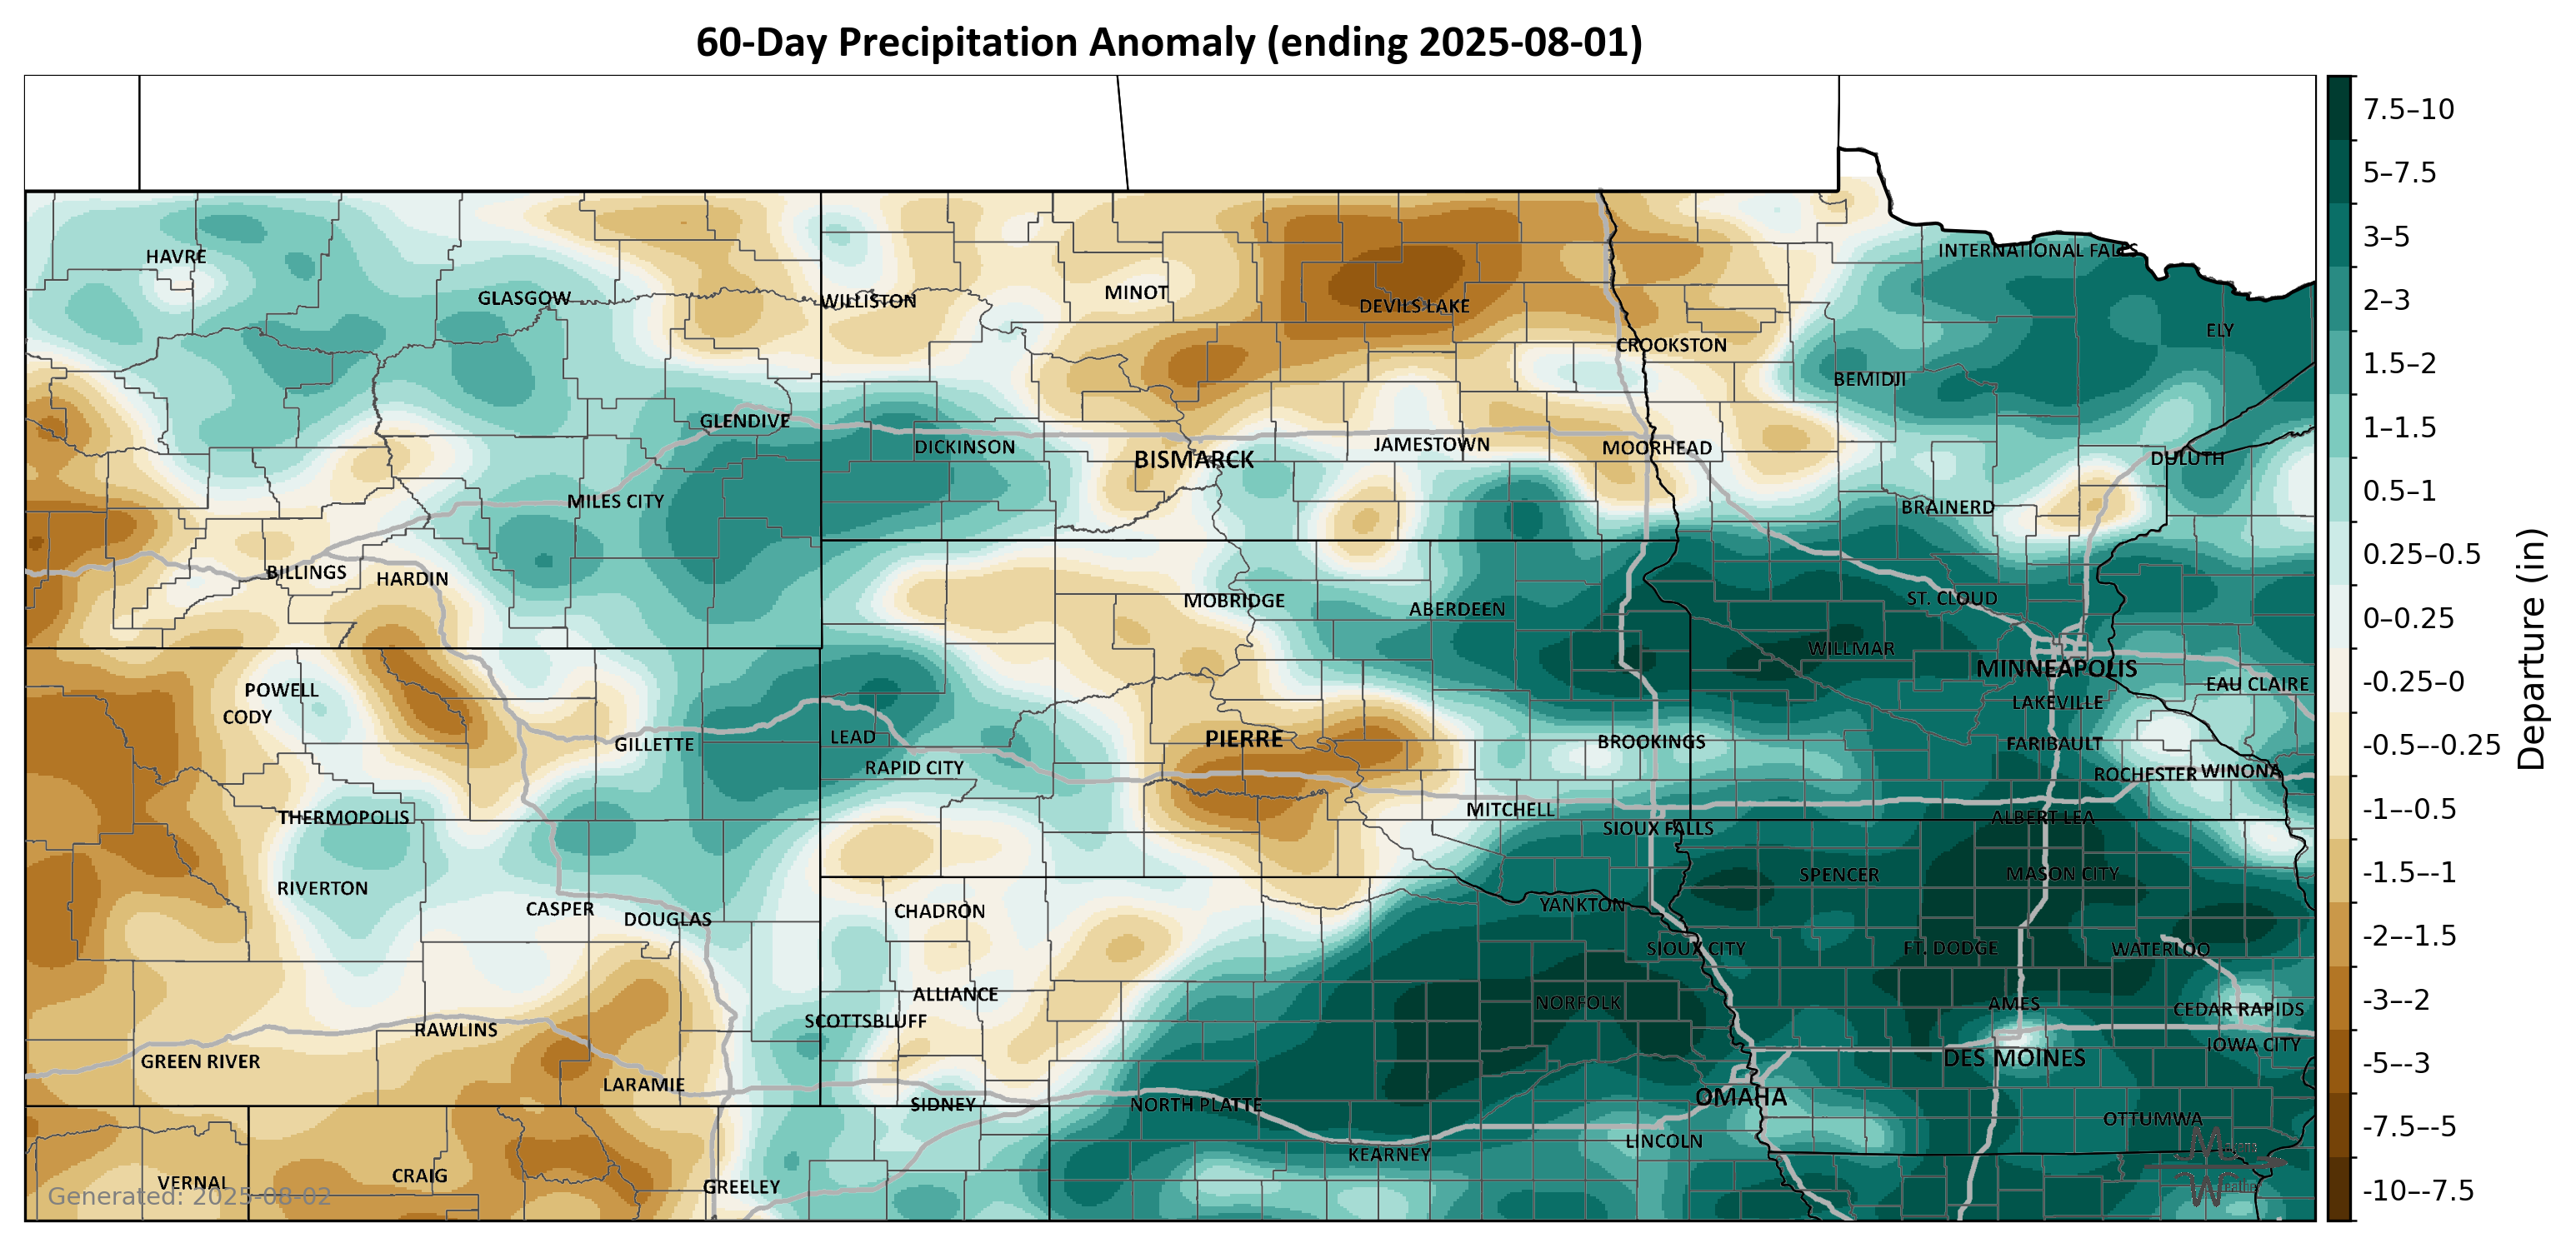 60-Day Precipitation Anomaly (ending 2025-08-01)
7.5–10
5–7.5
3–5
2–3
1.5–2
1–1.5
0.5–1
0.25–0.5
0–0.25
-0.25–0
-0.5–-0.25
-1–-0.5
-1.5–-1
-2–-1.5
-3–-2
-5–-3
-7.5–-5
-10–-7.5
Departure (in)
HAVRE
INTERNATIONAL FALLS
GLASGOW
WILLISTON
MINOT
DEVILS LAKE
ELY
CROOKSTON
BEMIDJI
GLENDIVE
DICKINSON
BISMARCK
JAMESTOWN
MOORHEAD
DULUTH
MILES CITY
BRAINERD
BILLINGS
HARDIN
MOBRIDGE
ABERDEEN
ST. CLOUD
WILLMAR
MINNEAPOLIS
POWELL
EAU CLAIRE
CODY
LAKEVILLE
GILLETTE
LEAD
PIERRE
BROOKINGS
FARIBAULT
RAPID CITY
ROCHESTER
WINONA
THERMOPOLIS
MITCHELL
ALBERT LEA
SIOUX FALLS
RIVERTON
SPENCER
MASON CITY
CASPER
DOUGLAS
CHADRON
YANKTON
SIOUX CITY
FT. DODGE
WATERLOO
ALLIANCE
NORFOLK
AMES
CEDAR RAPIDS
SCOTTSBLUFF
RAWLINS
IOWA CITY
GREEN RIVER
DES MOINES
LARAMIE
OMAHA
SIDNEY
NORTH PLATTE
OTTUMWA
LINCOLN
KEARNEY
VERNAL
CRAIG
GREELEY
Generated: 2025-08-02
Weather